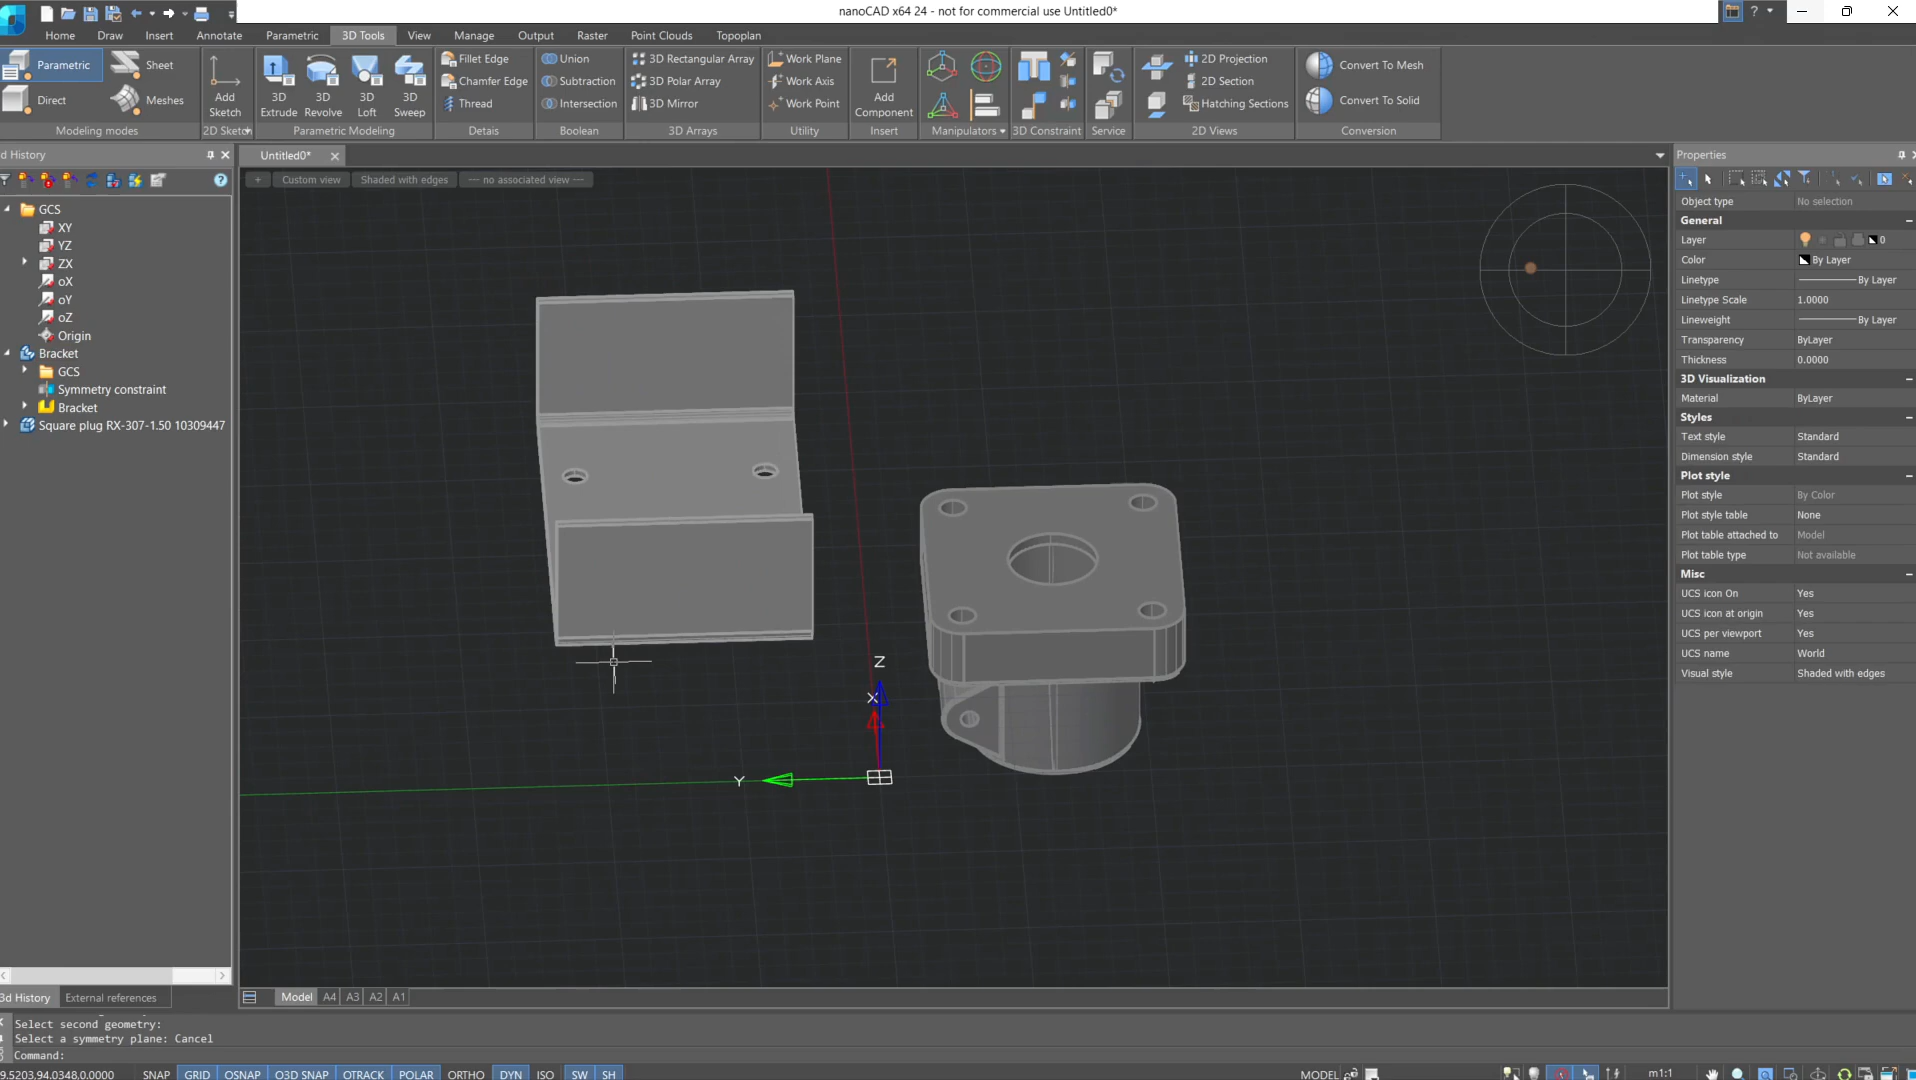 nanoCAD x64 24 - not for commercial use Untitled0*
Home Draw Insert Annotate Parametric 3D Tools View Manage Output Raster Point Clouds Topoplan
Parametric Sheet
Direct Meshes
Modeling modes
Add Sketch
2D Sketch
3D Extrude 3D Revolve 3D Loft 3D Sweep
Parametric Modeling
Fillet Edge
Chamfer Edge
Thread
Detais
Union
Subtraction
Intersection
Boolean
3D Rectangular Array
3D Polar Array
3D Mirror
3D Arrays
Work Plane
Work Axis
Work Point
Utility
Add Component
Insert
Manipulators
3D Constraint
Service
2D Projection
2D Section
Hatching Sections
2D Views
Convert To Mesh
Convert To Solid
Conversion
d History
Untitled0*
+ Custom view Shaded with edges --- no associated view ---
GCS
XY
YZ
ZX
oX
oY
oZ
Origin
Bracket
GCS
Symmetry constraint
Bracket
Square plug RX-307-1.50 10309447
Z
X
Y
Properties
Object type No selection
General
Layer 0
Color By Layer
Linetype By Layer
Linetype Scale 1.0000
Lineweight By Layer
Transparency ByLayer
Thickness 0.0000
3D Visualization
Material ByLayer
Styles
Text style Standard
Dimension style Standard
Plot style
Plot style By Color
Plot style table None
Plot table attached to Model
Plot table type Not available
Misc
UCS icon On Yes
UCS icon at origin Yes
UCS per viewport Yes
UCS name World
Visual style Shaded with edges
3d History External references
Model A4 A3 A2 A1
Select second geometry:
Select a symmetry plane: Cancel
Command:
9.5203,94.0348,0.0000 SNAP GRID OSNAP O3D SNAP OTRACK POLAR ORTHO DYN ISO SW SH MODEL m1:1